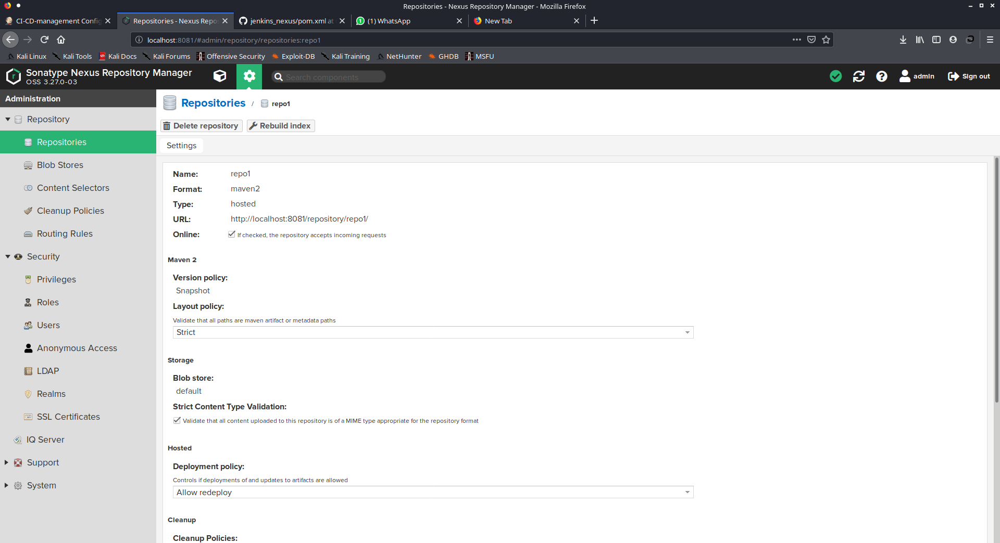 Repositories - Nexus Repository Manager - Mozilla Firefox
CI-CD-management Config
Repositories - Nexus Repo
jenkins_nexus/pom.xml at
(1) WhatsApp
New Tab
localhost:8081/#admin/repository/repositories:repo1
Kali Linux
Kali Tools
Kali Docs
Kali Forums
Offensive Security
Exploit-DB
Kali Training
NetHunter
GHDB
MSFU
Sonatype Nexus Repository Manager
OSS 3.27.0-03
Search components
admin
Sign out
Administration
Repository
Repositories
Blob Stores
Content Selectors
Cleanup Policies
Routing Rules
Security
Privileges
Roles
Users
Anonymous Access
LDAP
Realms
SSL Certificates
IQ Server
Support
System
Repositories / repo1
Delete repository
Rebuild index
Settings
Name: repo1
Format: maven2
Type: hosted
URL: http://localhost:8081/repository/repo1/
Online: If checked, the repository accepts incoming requests
Maven 2
Version policy:
Snapshot
Layout policy:
Validate that all paths are maven artifact or metadata paths
Strict
Storage
Blob store:
default
Strict Content Type Validation:
Validate that all content uploaded to this repository is of a MIME type appropriate for the repository format
Hosted
Deployment policy:
Controls if deployments of and updates to artifacts are allowed
Allow redeploy
Cleanup
Cleanup Policies: